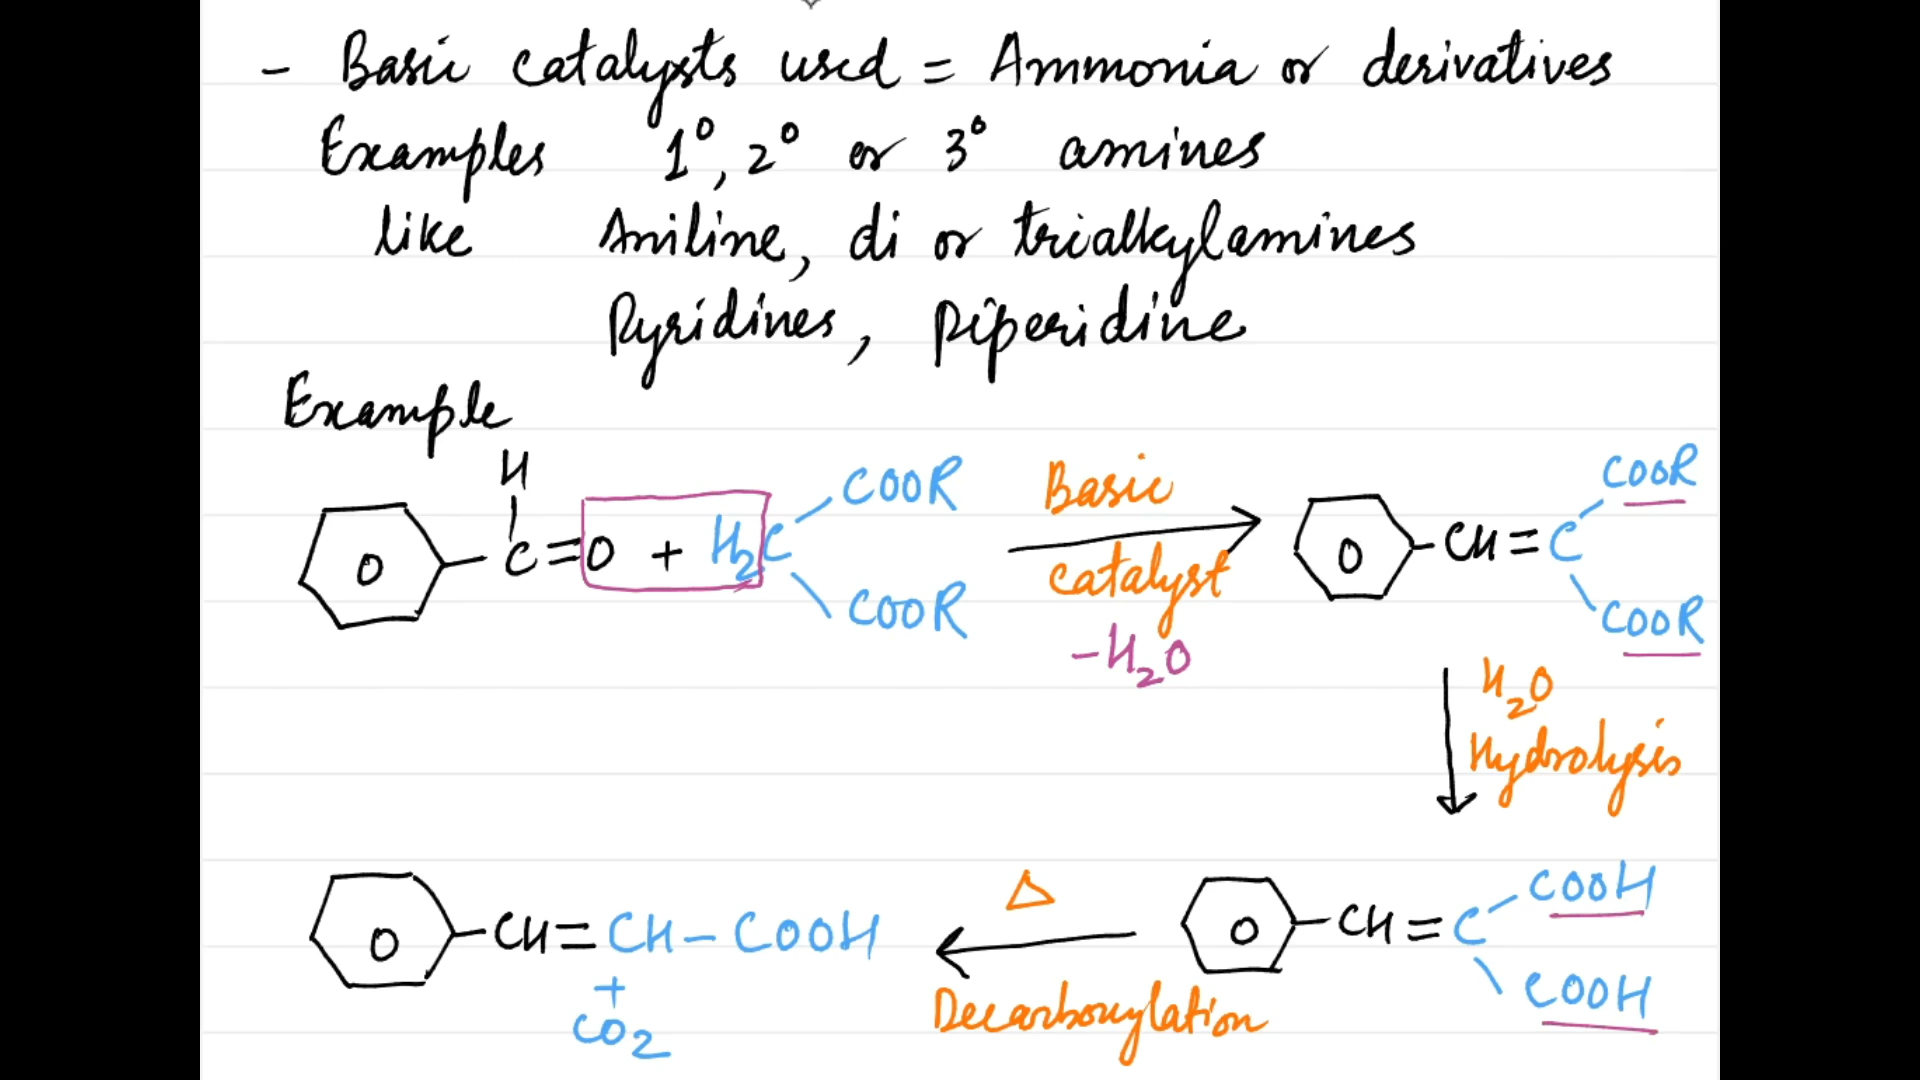 - Basic catalysts used = Ammonia or derivatives
Examples 1°, 2° or 3° amines
like Aniline, di or trialkylamines
Pyridines, Piperidine
Example
H
C=O + H₂C COOR COOR
Basic catalyst
-H₂O
CH=C COOR COOR
H₂O
Hydrolysis
CH=C COOH COOH
Δ
Decarboxylation
CH=CH-COOH
+
CO₂